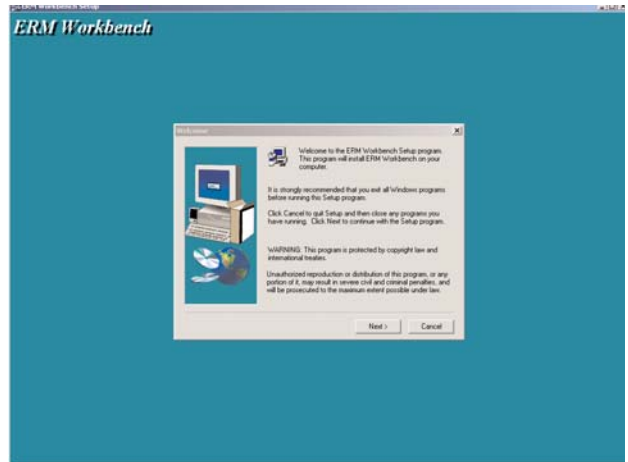 ERM Workbench Setup
ERM Workbench
Welcome
Welcome to the ERM Workbench Setup program.
This program will install ERM Workbench on your
computer.
It is strongly recommended that you exit all Windows programs
before running this Setup program.
Click Cancel to quit Setup and then close any programs you
have running. Click Next to continue with the Setup program.
WARNING: This program is protected by copyright law and
international treaties.
Unauthorized reproduction or distribution of this program, or any
portion of it, may result in severe civil and criminal penalties, and
will be prosecuted to the maximum extent possible under law.
Next >
Cancel